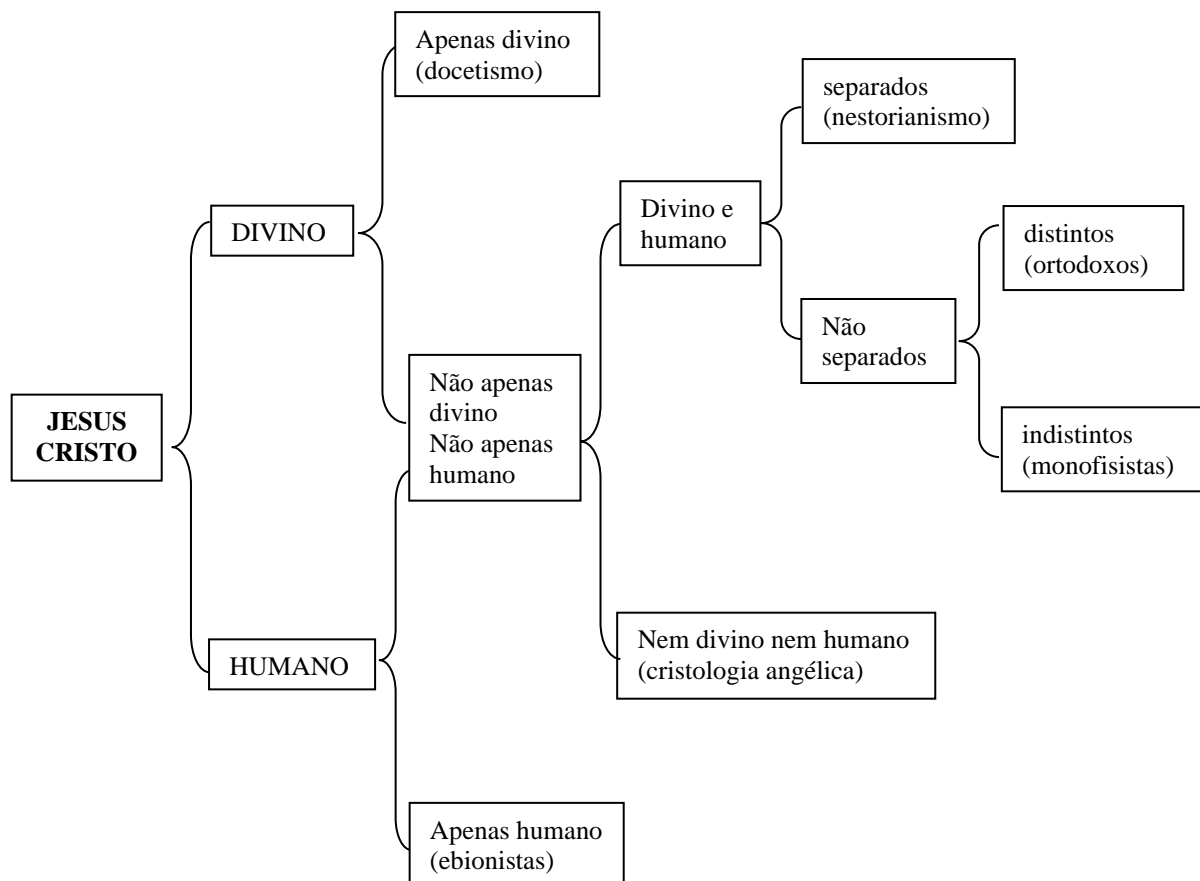 Apenas divino
(docetismo)
separados
(nestorianismo)
Divino e
humano
DIVINO
distintos
(ortodoxos)
Não
separados
Não apenas
divino
Não apenas
humano
JESUS
CRISTO
indistintos
(monofisistas)
Nem divino nem humano
(cristologia angélica)
HUMANO
Apenas humano
(ebionistas)